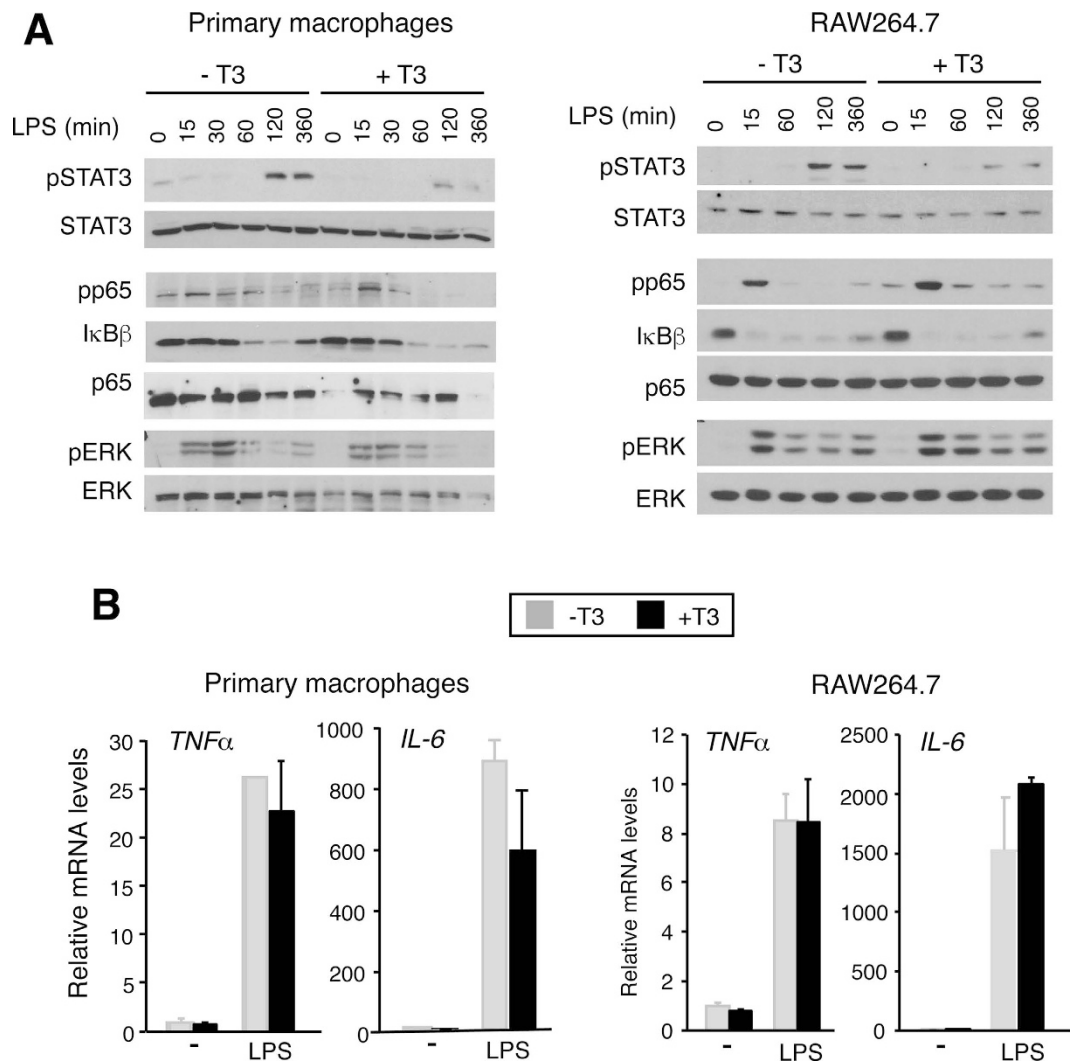 A
Primary macrophages
- T3 + T3
LPS (min) 0 15 30 60 120 360 0 15 30 60 120 360
pSTAT3
STAT3
pp65
IκBβ
p65
pERK
ERK
RAW264.7
- T3 + T3
LPS (min) 0 15 60 120 360 0 15 60 120 360
pSTAT3
STAT3
pp65
IκBβ
p65
pERK
ERK
B
-T3 +T3
Primary macrophages
Relative mRNA levels
TNFα
30
25
20
15
10
5
0
- LPS
IL-6
1000
800
600
400
200
0
- LPS
RAW264.7
Relative mRNA levels
TNFα
12
10
8
6
4
2
0
- LPS
IL-6
2500
2000
1500
1000
500
0
- LPS